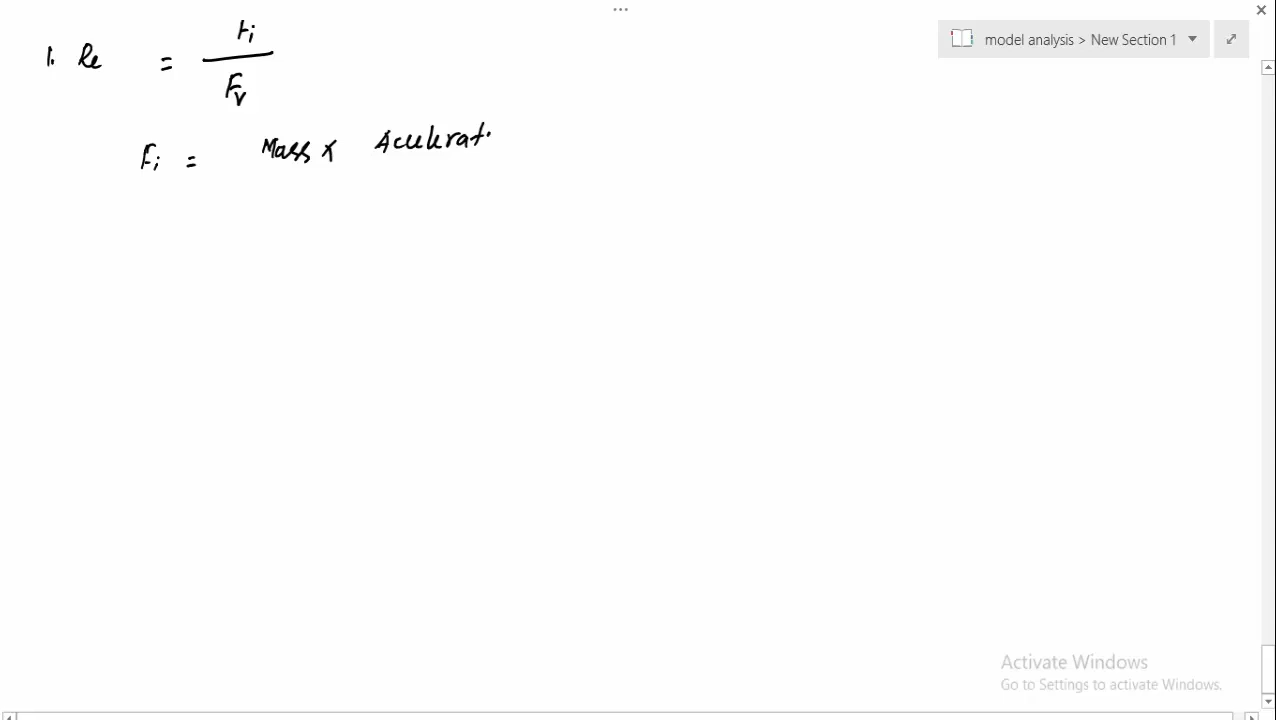 model analysis > New Section 1
1. Re = Fi / Fv
Fi = Mass x Acelerat
Activate Windows
Go to Settings to activate Windows.